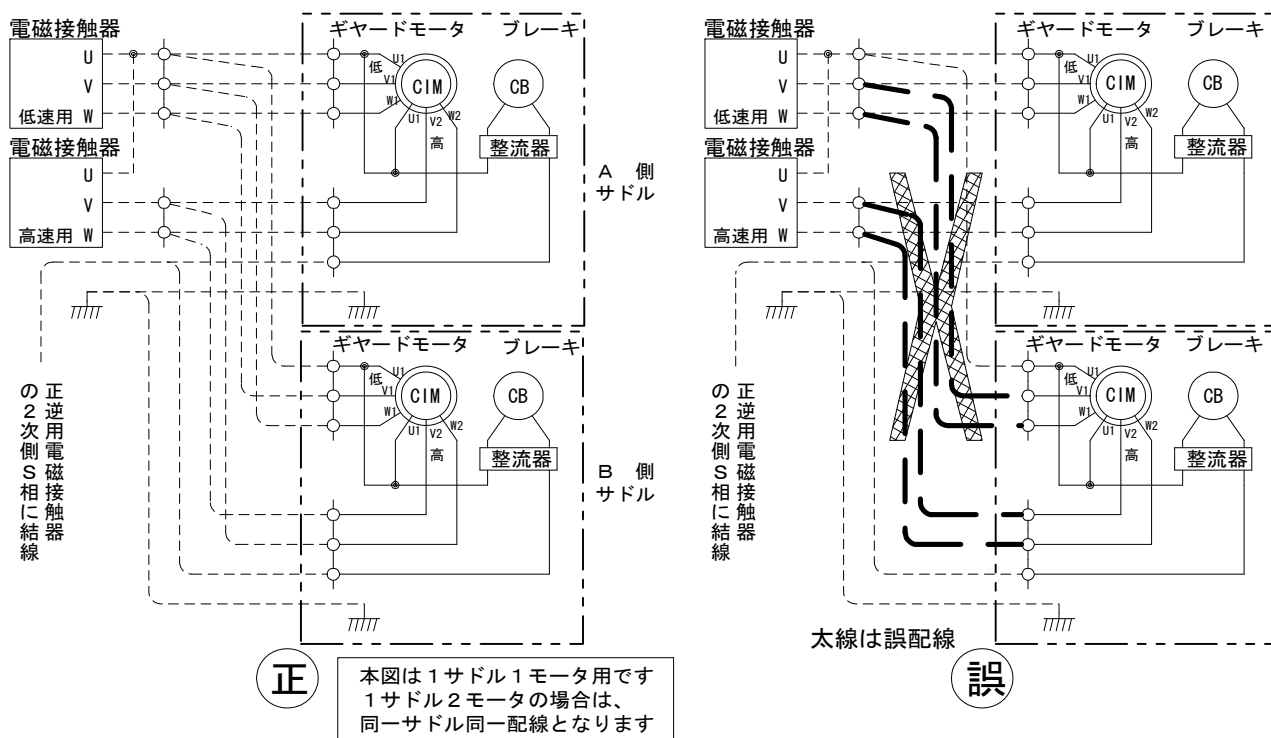 電磁接触器
U
V
低速用 W
電磁接触器
U
V
高速用 W
ギヤードモータ ブレーキ
低
U1
V1
W1
CIM
U1
V2
W2
高
CB
整流器
A 側
サドル
ギヤードモータ ブレーキ
低
U1
V1
W1
CIM
U1
V2
W2
高
CB
整流器
B 側
サドル
正逆用電磁接触器
の2次側S相に結線
正
本図は1サドル1モータ用です
1サドル2モータの場合は、
同一サドル同一配線となります
電磁接触器
U
V
低速用 W
電磁接触器
U
V
高速用 W
ギヤードモータ ブレーキ
低
U1
V1
W1
CIM
U1
V2
W2
高
CB
整流器
ギヤードモータ ブレーキ
低
U1
V1
W1
CIM
U1
V2
W2
高
CB
整流器
正逆用電磁接触器
の2次側S相に結線
太線は誤配線
誤